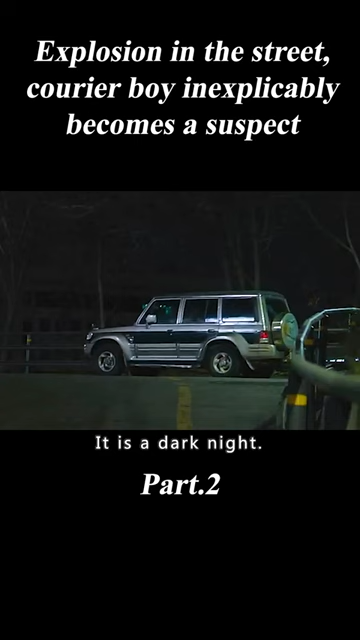 Explosion in the street,
courier boy inexplicably
becomes a suspect
It is a dark night.
Part.2